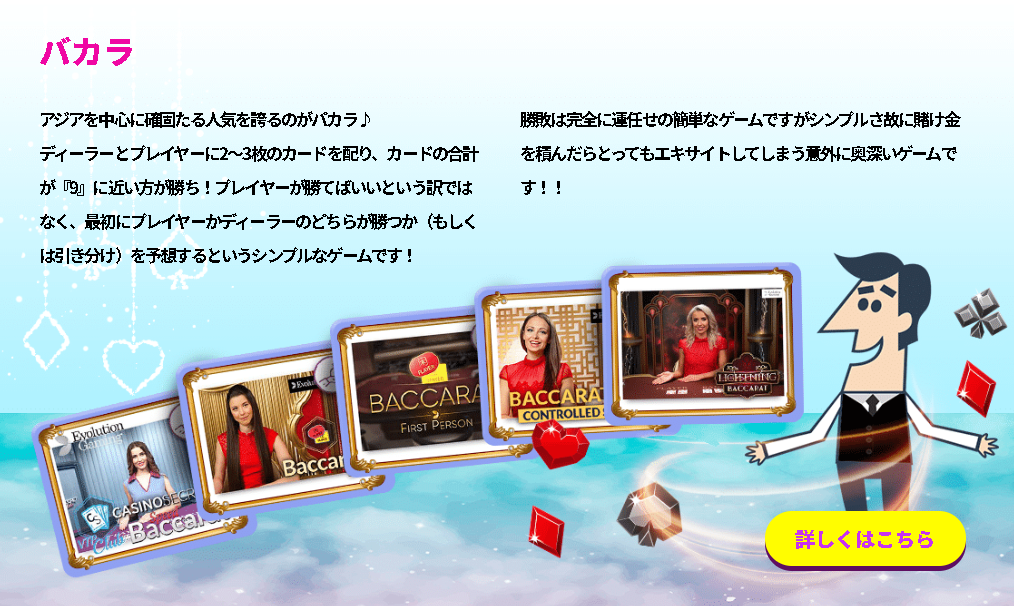 バカラ
アジアを中心に確固たる人気を誇るのがバカラ♪
ディーラーとプレイヤーに2〜3枚のカードを配り、カードの合計
が『9』に近い方が勝ち！プレイヤーが勝てばいいという訳では
なく、最初にプレイヤーかディーラーのどちらが勝つか（もしく
は引き分け）を予想するというシンプルなゲームです！
勝敗は完全に運任せの簡単なゲームですがシンプルさ故に賭け金
を積んだらとってもエキサイトしてしまう意外に奥深いゲームで
す！！
Evolution
CASINOSECR
Club
Baccara
Baccar
PLAYER
BACCARA
FIRST PERSON
BACCARA
CONTROLLED S
LIGHTNING
BACCARAT
詳しくはこちら